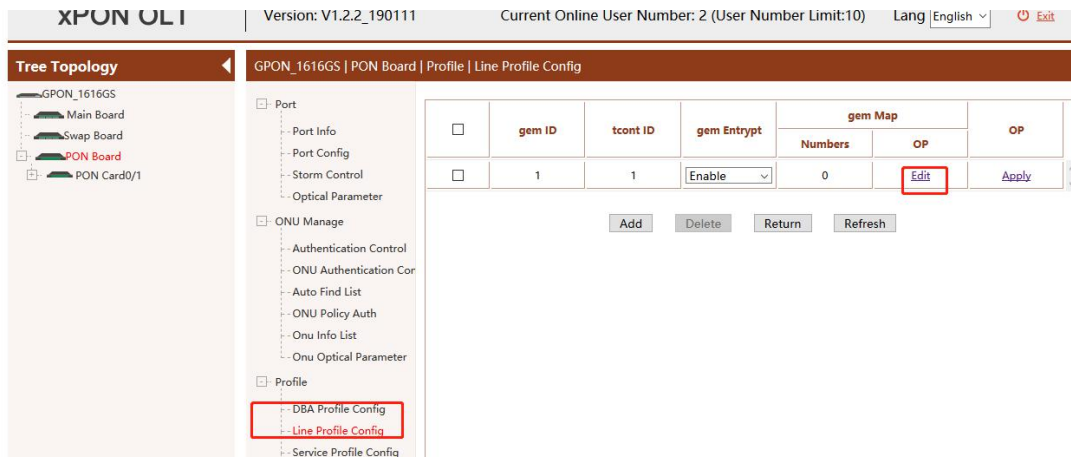 xPON OLT
Version: V1.2.2_190111
Current Online User Number: 2 (User Number Limit:10)
Lang English
Exit
Tree Topology
GPON_1616GS
Main Board
Swap Board
PON Board
PON Card0/1
GPON_1616GS | PON Board | Profile | Line Profile Config
Port
Port Info
Port Config
Storm Control
Optical Parameter
ONU Manage
Authentication Control
ONU Authentication Con
Auto Find List
ONU Policy Auth
Onu Info List
Onu Optical Parameter
Profile
DBA Profile Config
Line Profile Config
Service Profile Config
gem ID tcont ID gem Entrypt gem Map OP
Numbers OP
1 1 Enable 0 Edit Apply
Add Delete Return Refresh